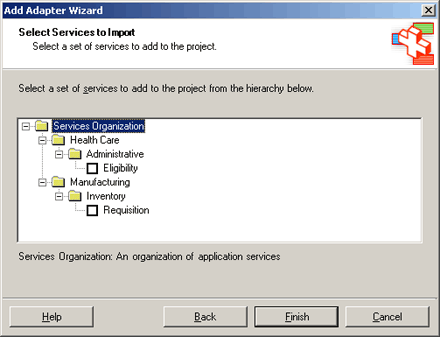 Add Adapter Wizard
Select Services to Import
Select a set of services to add to the project.
Select a set of services to add to the project from the hierarchy below.
Services Organization
Health Care
Administrative
Eligibility
Manufacturing
Inventory
Requisition
Services Organization: An organization of application services
Help
Back
Finish
Cancel